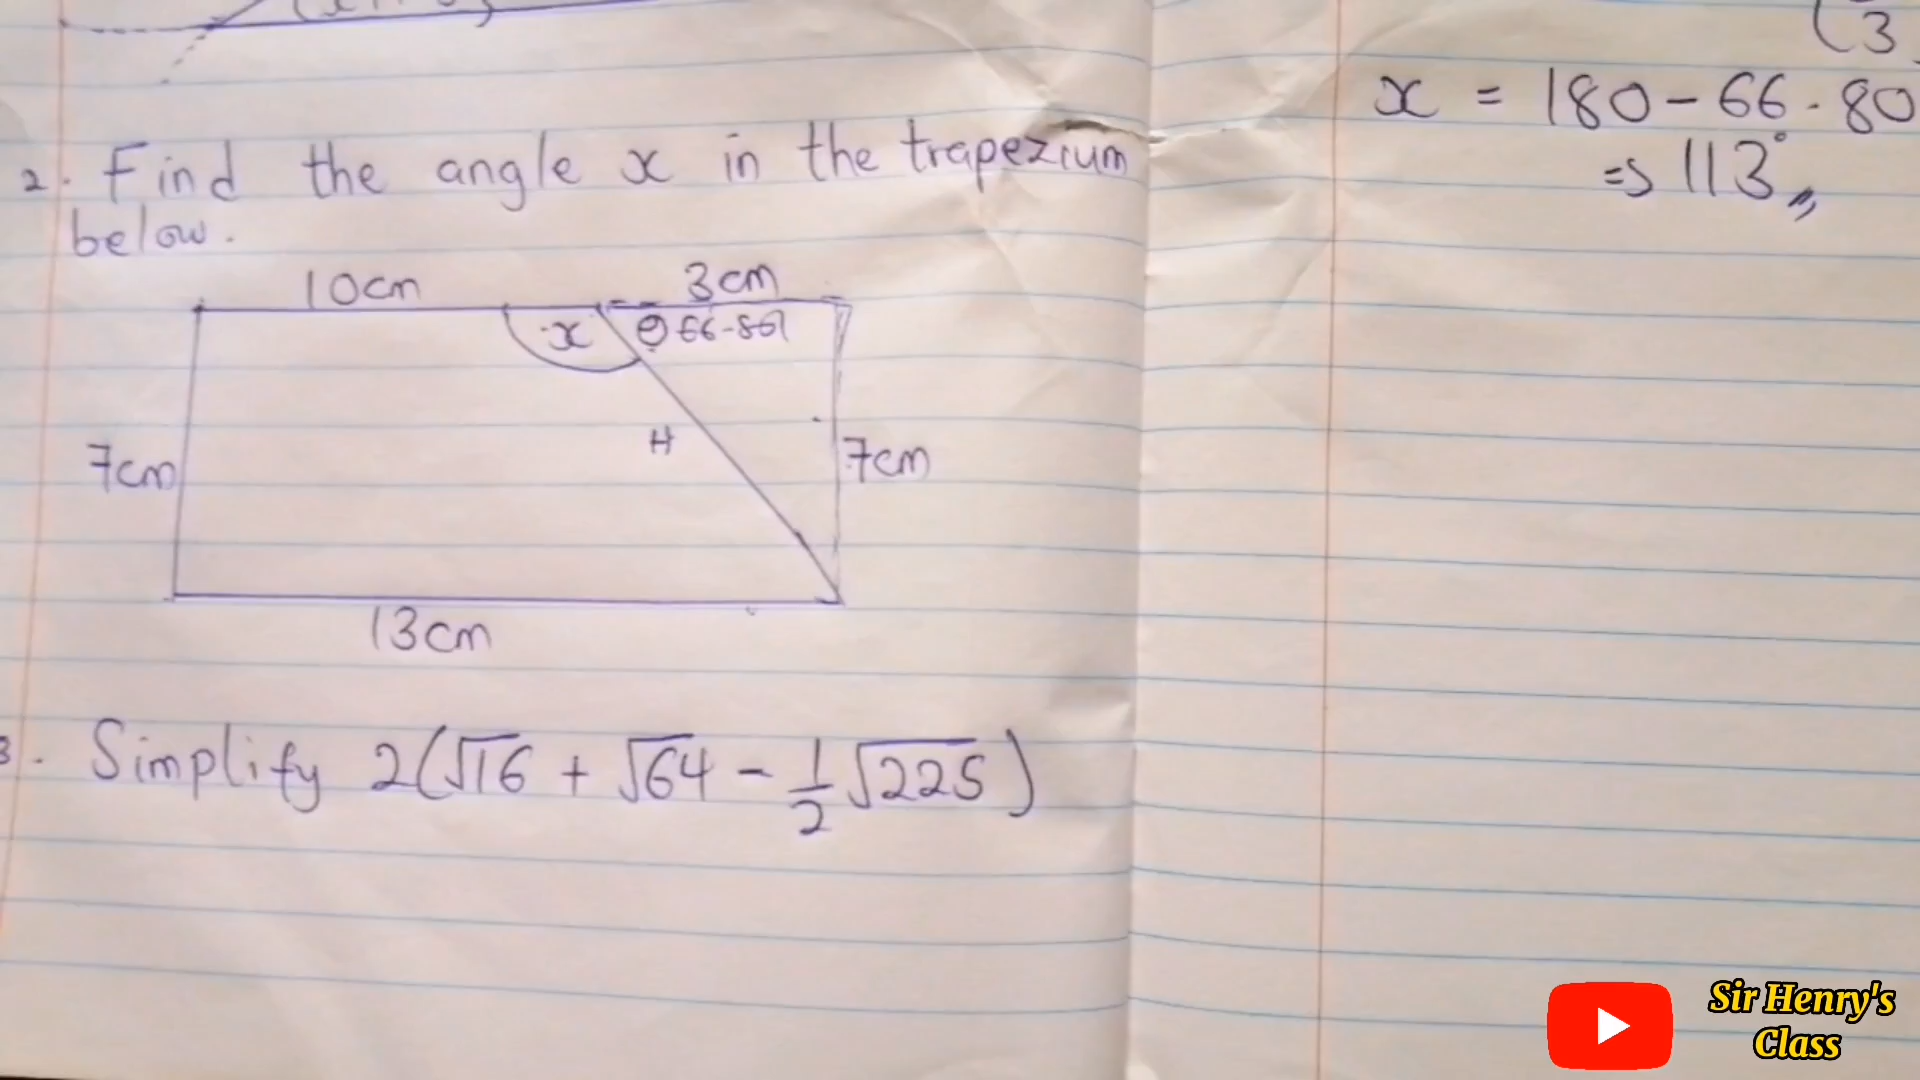 (3
x = 180 - 66.80
=> 113°,,
2. Find the angle x in the trapezium
below.
10cm 3cm
x θ 66.801
7cm H 7cm
13cm
3. Simplify 2(√16 + √64 - 1/2 √225)
Sir Henry's
Class